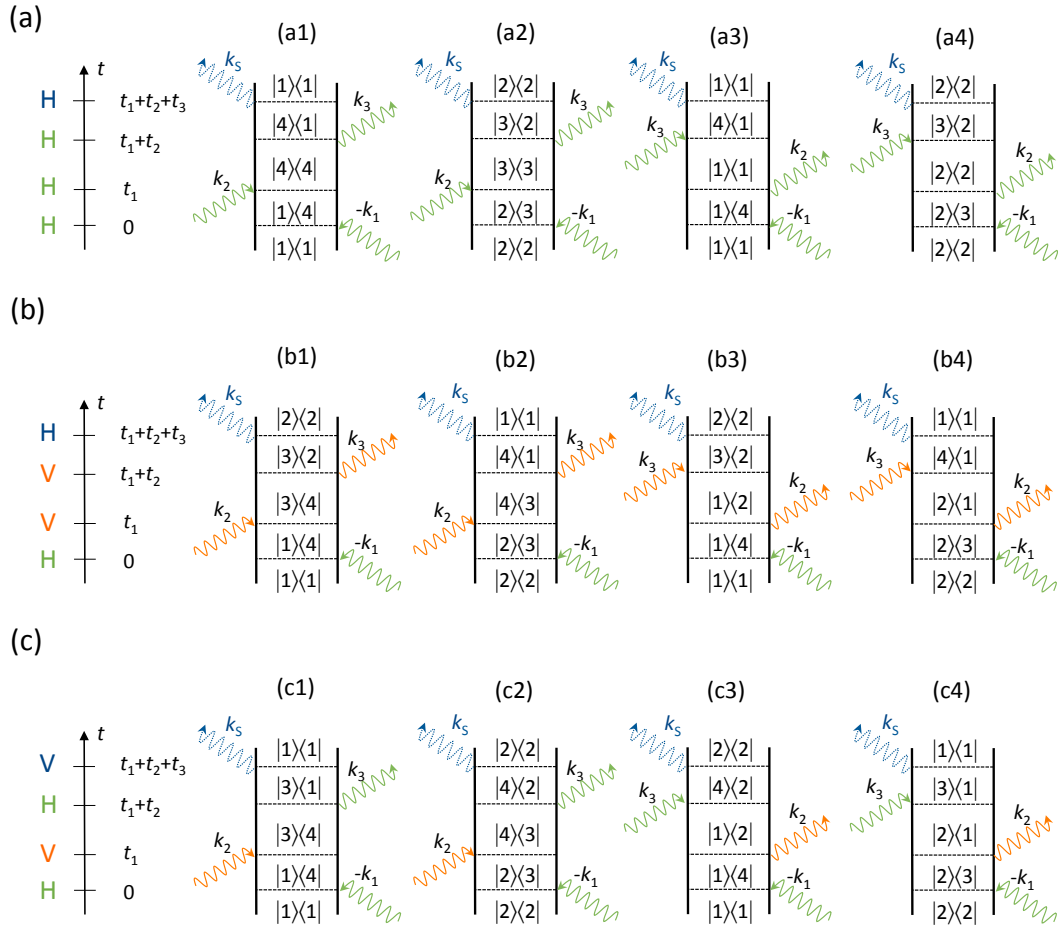 (a)
(a1) (a2) (a3) (a4)
t
kS kS kS kS
H t1+t2+t3 |1⟩⟨1| |2⟩⟨2| |1⟩⟨1| |2⟩⟨2|
k3 k3 k3 k3
H t1+t2 |4⟩⟨1| |3⟩⟨2| |4⟩⟨1| |3⟩⟨2|
k2 k2 k2 k2
H t1 |4⟩⟨4| |3⟩⟨3| |1⟩⟨1| |2⟩⟨2|
H 0 |1⟩⟨4| -k1 |2⟩⟨3| -k1 |1⟩⟨4| -k1 |2⟩⟨3| -k1
|1⟩⟨1| |2⟩⟨2| |1⟩⟨1| |2⟩⟨2|
(b)
(b1) (b2) (b3) (b4)
t
kS kS kS kS
H t1+t2+t3 |2⟩⟨2| |1⟩⟨1| |2⟩⟨2| |1⟩⟨1|
k3 k3 k3 k3
V t1+t2 |3⟩⟨2| |4⟩⟨1| |3⟩⟨2| |4⟩⟨1|
k2 k2 k2 k2
V t1 |3⟩⟨4| |4⟩⟨3| |1⟩⟨2| |2⟩⟨1|
H 0 |1⟩⟨4| -k1 |2⟩⟨3| -k1 |1⟩⟨4| -k1 |2⟩⟨3| -k1
|1⟩⟨1| |2⟩⟨2| |1⟩⟨1| |2⟩⟨2|
(c)
(c1) (c2) (c3) (c4)
t
kS kS kS kS
V t1+t2+t3 |1⟩⟨1| |2⟩⟨2| |2⟩⟨2| |1⟩⟨1|
k3 k3 k3 k3
H t1+t2 |3⟩⟨1| |4⟩⟨2| |4⟩⟨2| |3⟩⟨1|
k2 k2 k2 k2
V t1 |3⟩⟨4| |4⟩⟨3| |1⟩⟨2| |2⟩⟨1|
H 0 |1⟩⟨4| -k1 |2⟩⟨3| -k1 |1⟩⟨4| -k1 |2⟩⟨3| -k1
|1⟩⟨1| |2⟩⟨2| |1⟩⟨1| |2⟩⟨2|